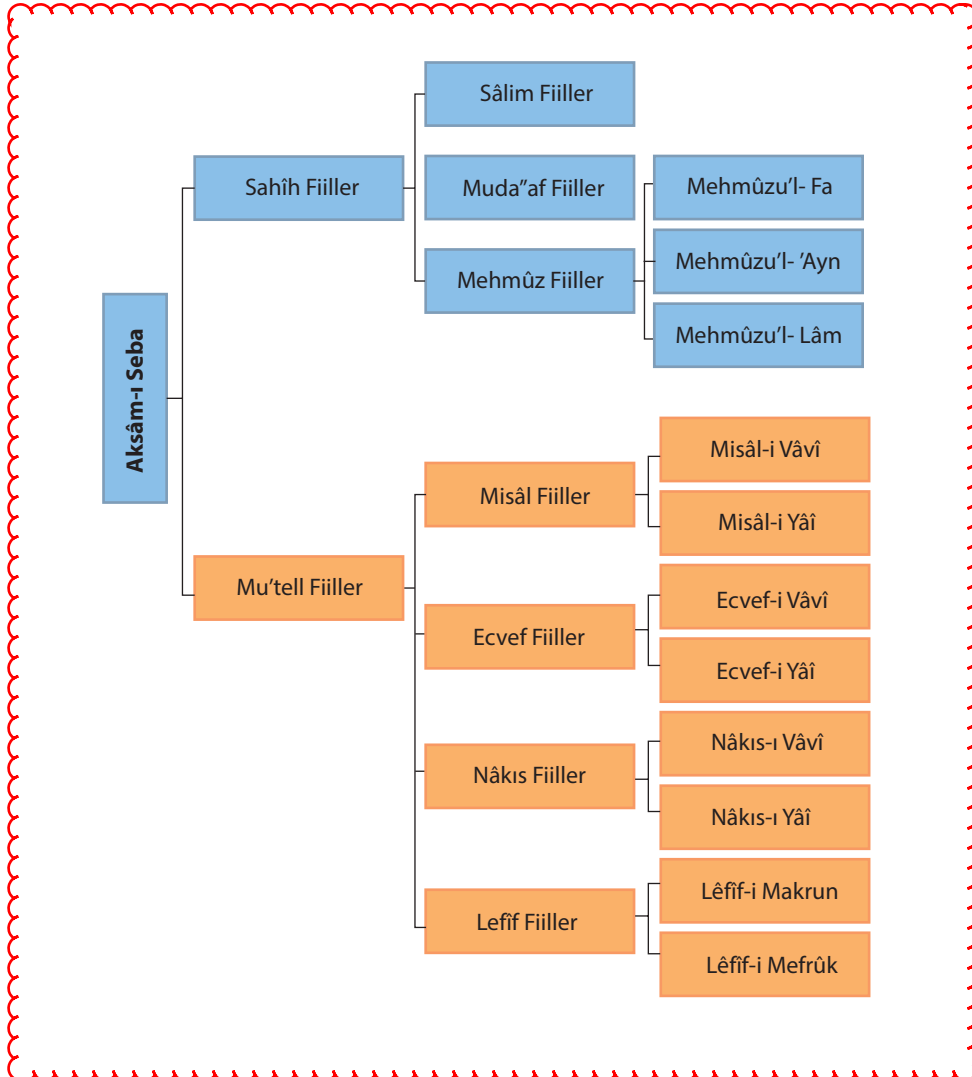 Aksâm-ı Seba
Sahîh Fiiller
Sâlim Fiiller
Muda''af Fiiller
Mehmûz Fiiller
Mehmûzu'l- Fa
Mehmûzu'l- 'Ayn
Mehmûzu'l- Lâm
Mu'tell Fiiller
Misâl Fiiller
Misâl-i Vâvî
Misâl-i Yâî
Ecvef Fiiller
Ecvef-i Vâvî
Ecvef-i Yâî
Nâkıs Fiiller
Nâkıs-ı Vâvî
Nâkıs-ı Yâî
Lefîf Fiiller
Lêfîf-i Makrun
Lêfîf-i Mefrûk